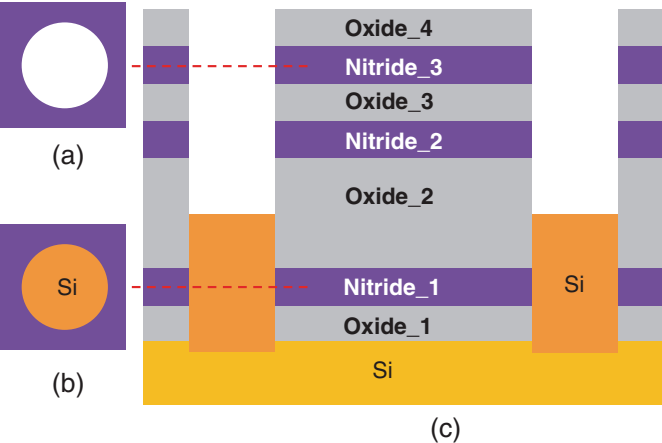 Oxide_4
Nitride_3
Oxide_3
(a)
Nitride_2
Oxide_2
Si
Nitride_1
Si
Oxide_1
Si
(b)
(c)